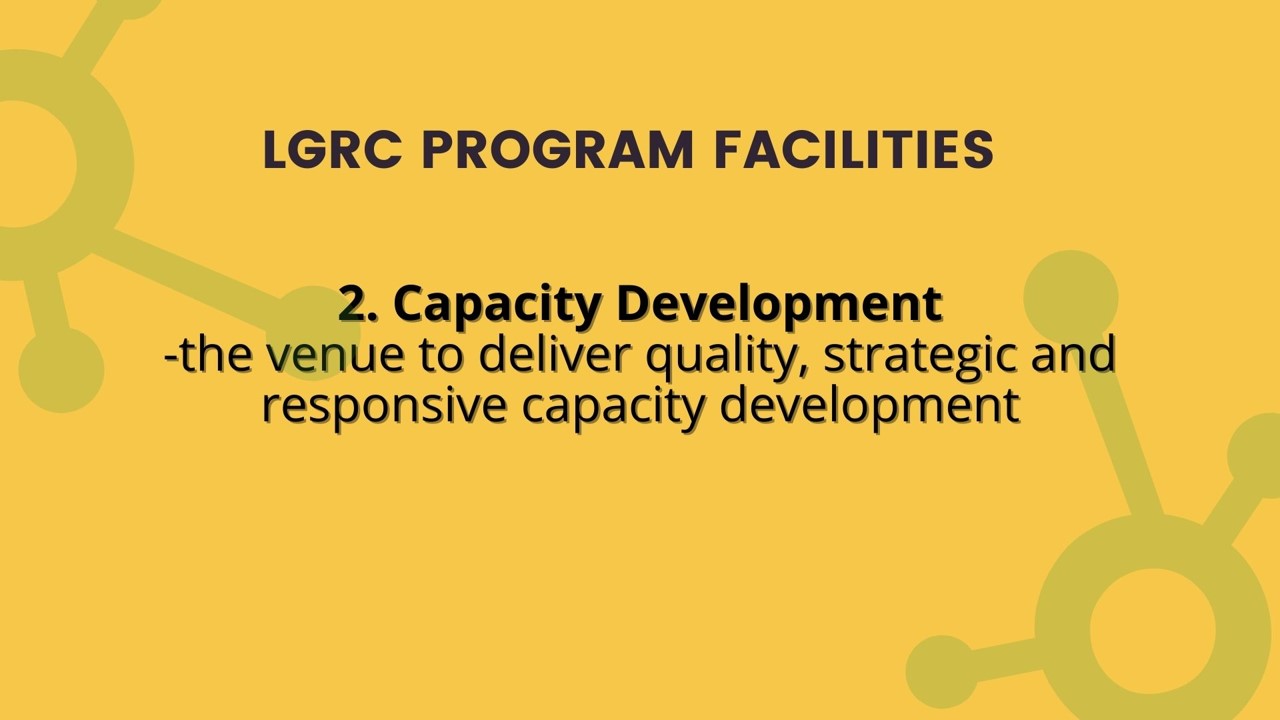 LGRC PROGRAM FACILITIES
2. Capacity Development
-the venue to deliver quality, strategic and
responsive capacity development